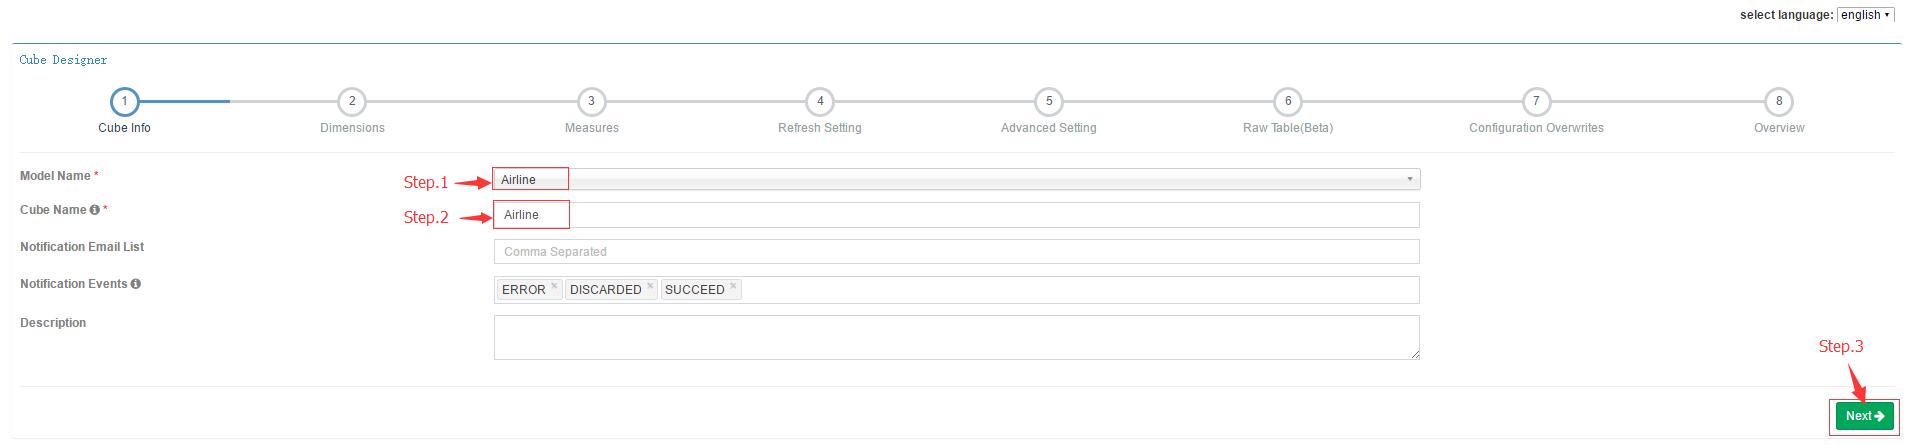 select language: english
Cube Designer
1 2 3 4 5 6 7 8
Cube Info Dimensions Measures Refresh Setting Advanced Setting Raw Table(Beta) Configuration Overwrites Overview
Model Name * Step.1 Airline
Cube Name * Step.2 Airline
Notification Email List Comma Separated
Notification Events ERROR × DISCARDED × SUCCEED ×
Description
Step.3
Next